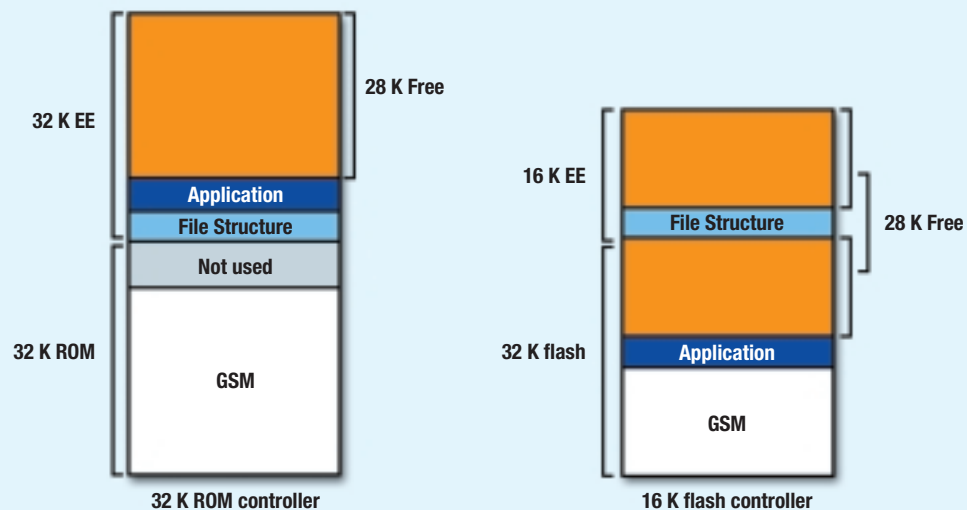 32 K EE
28 K Free
Application
File Structure
Not used
32 K ROM
GSM
32 K ROM controller
16 K EE
File Structure
28 K Free
32 K flash
Application
GSM
16 K flash controller